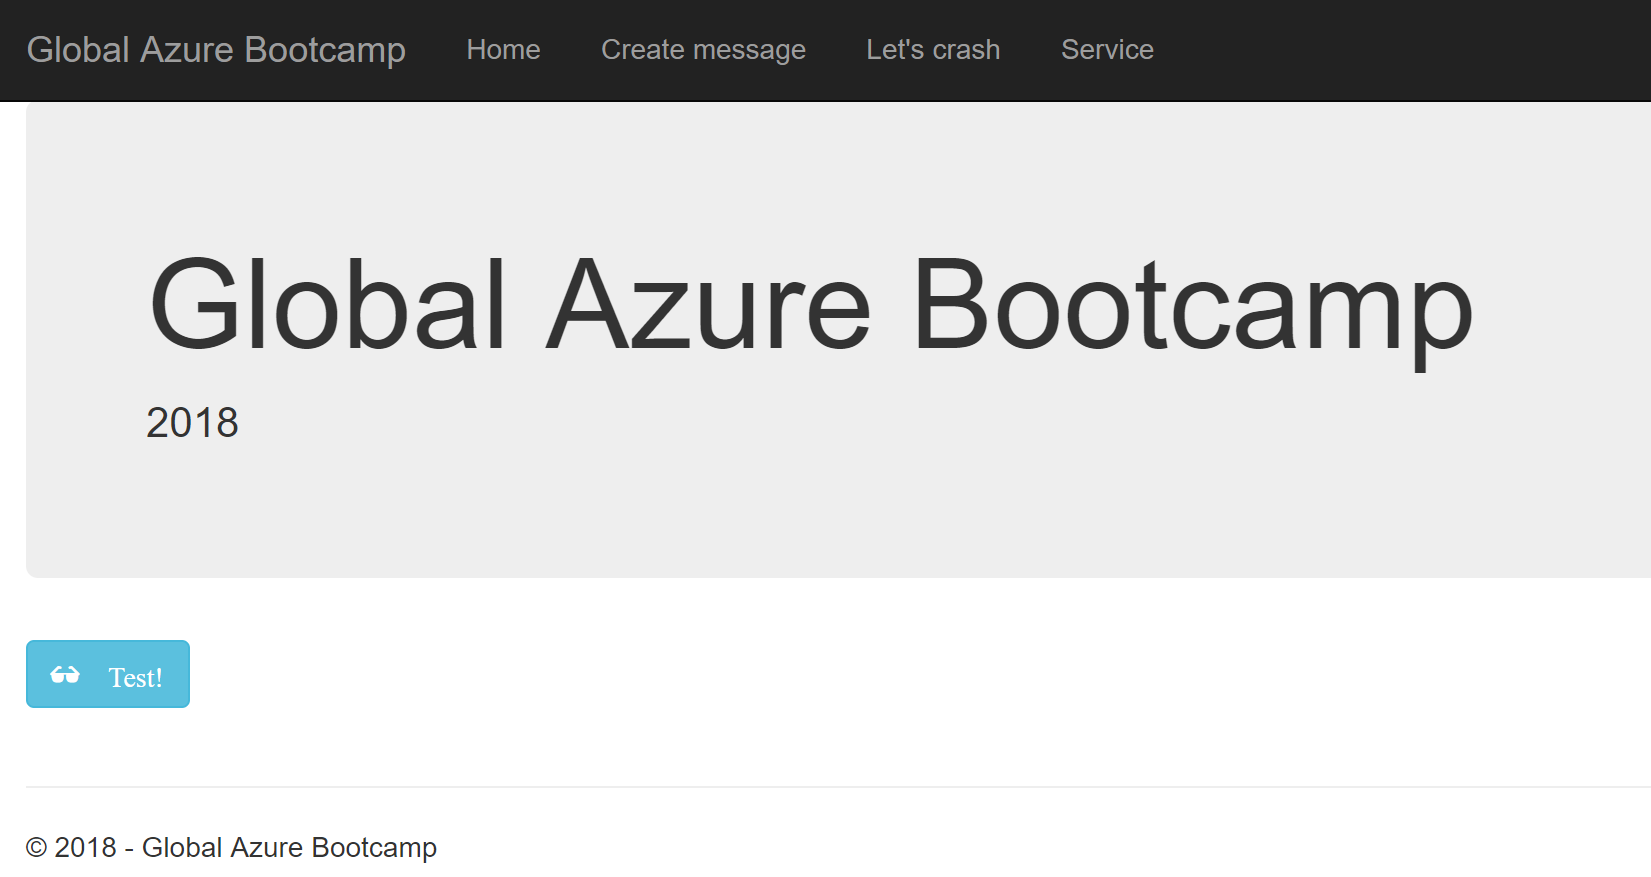 Global Azure Bootcamp Home Create message Let's crash Service
Global Azure Bootcamp
2018
Test!
© 2018 - Global Azure Bootcamp